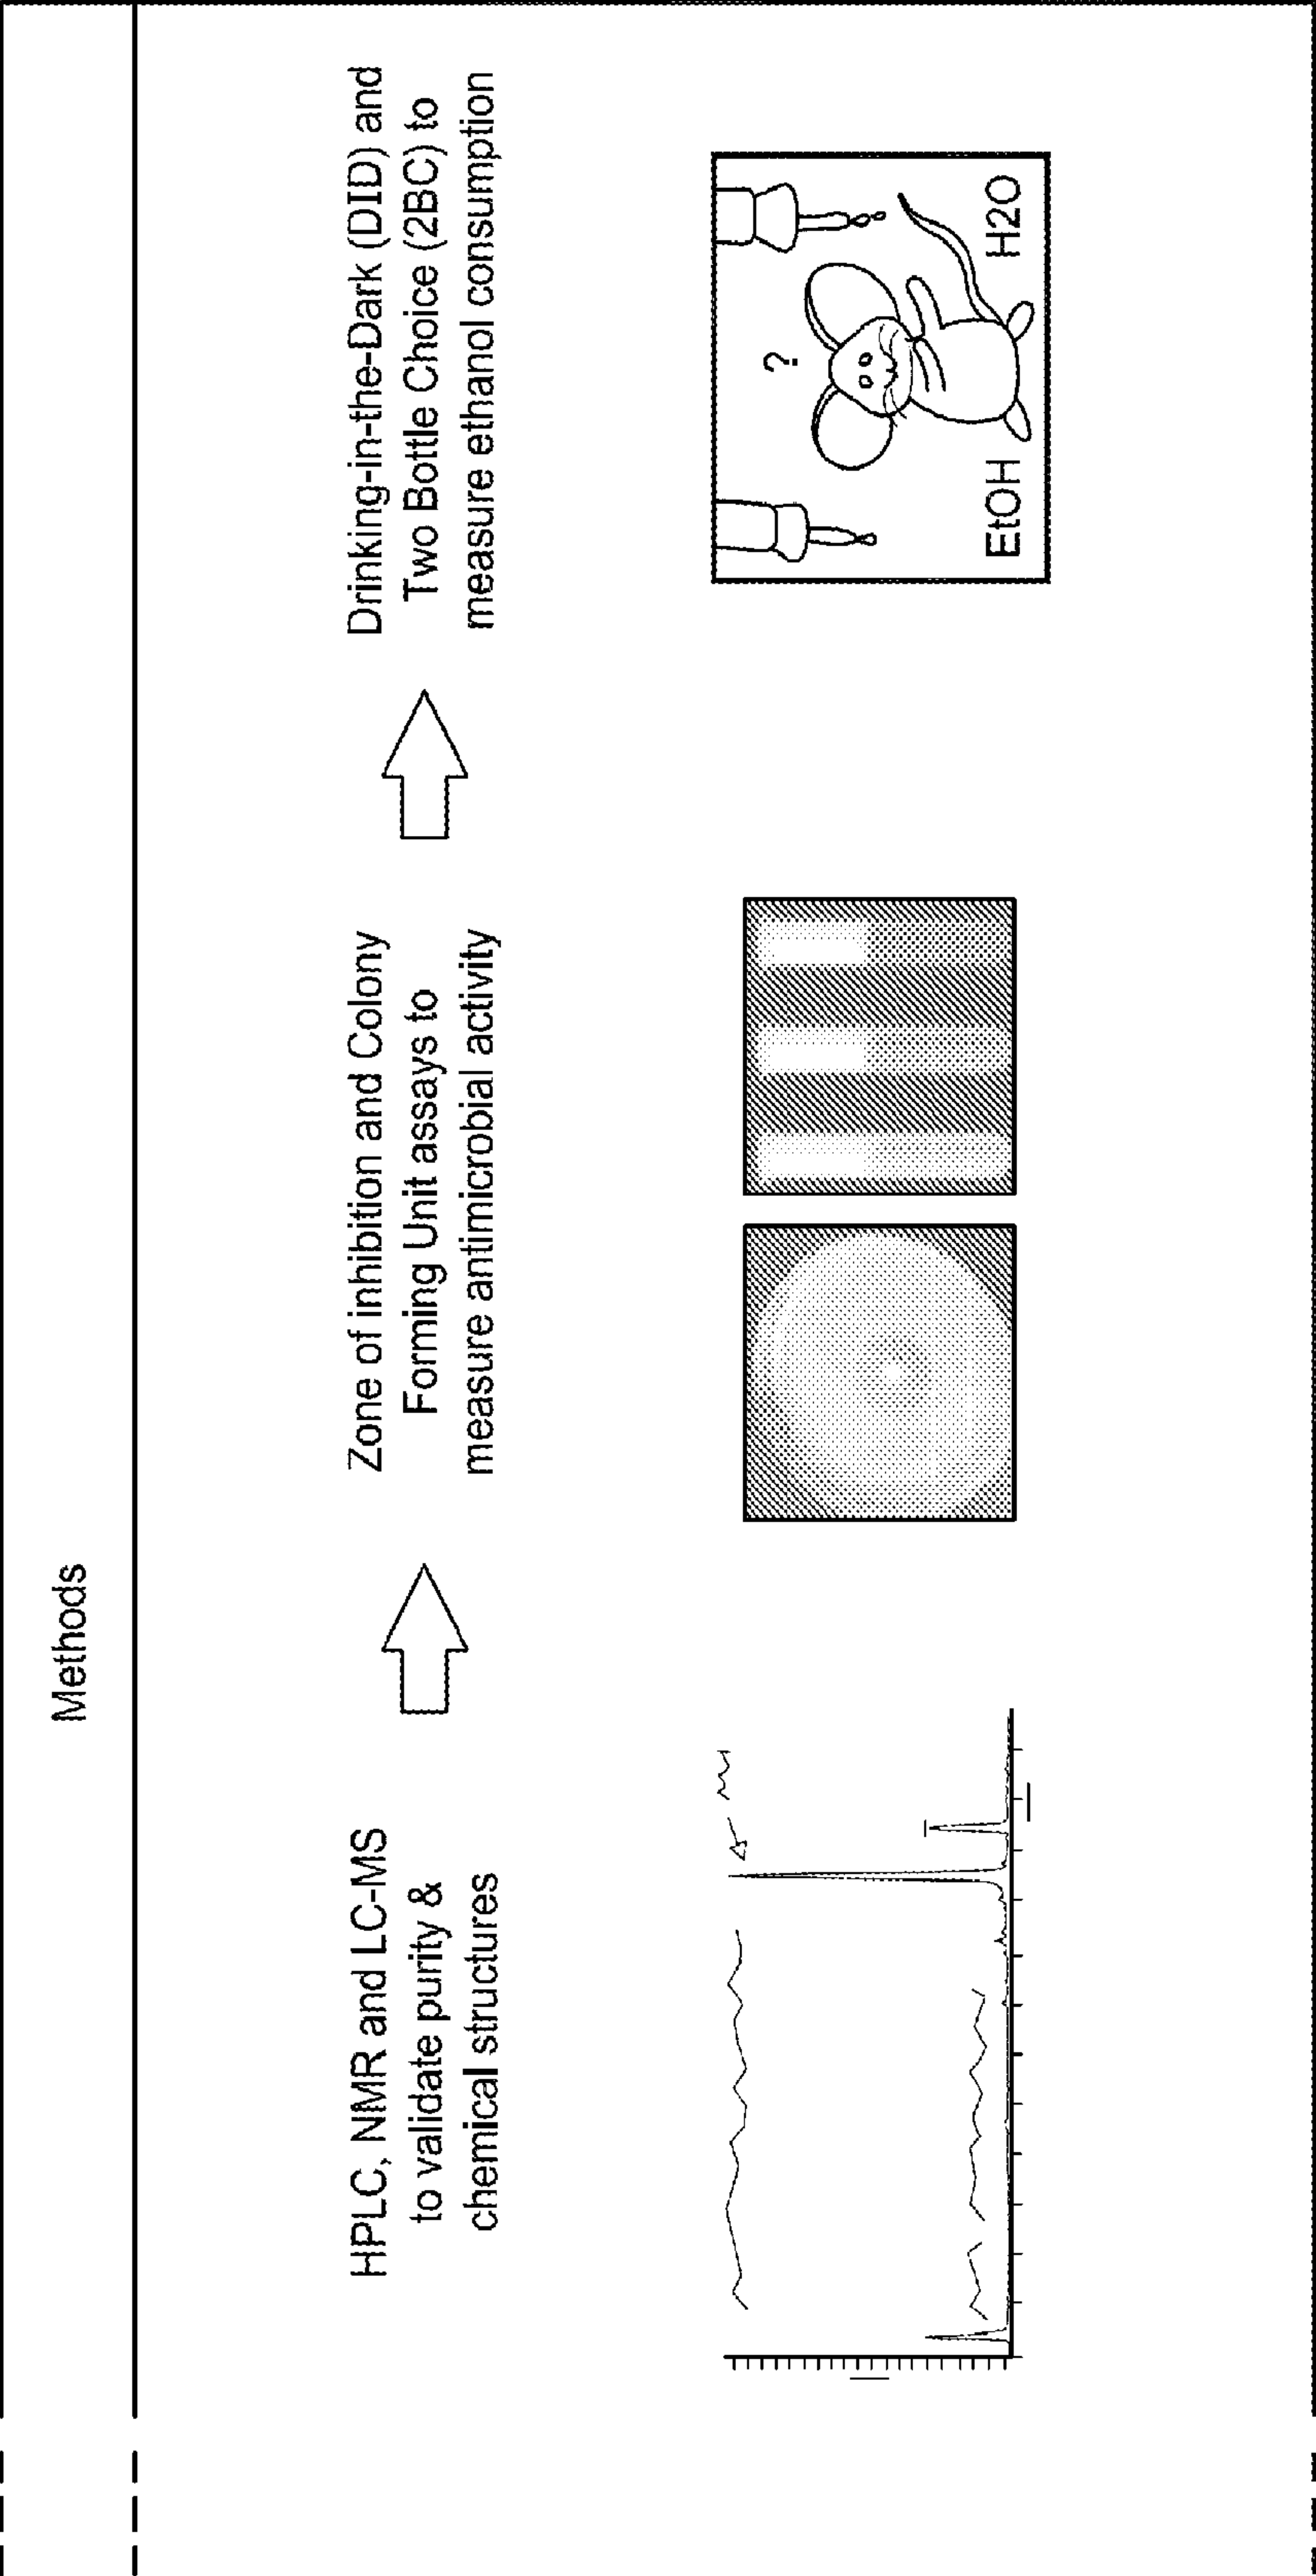 Methods
HPLC, NMR and LC-MS
to validate purity &
chemical structures
Zone of inhibition and Colony
Forming Unit assays to
measure antimicrobial activity
Drinking-in-the-Dark (DID) and
Two Bottle Choice (2BC) to
measure ethanol consumption
?
EtOH
H2O